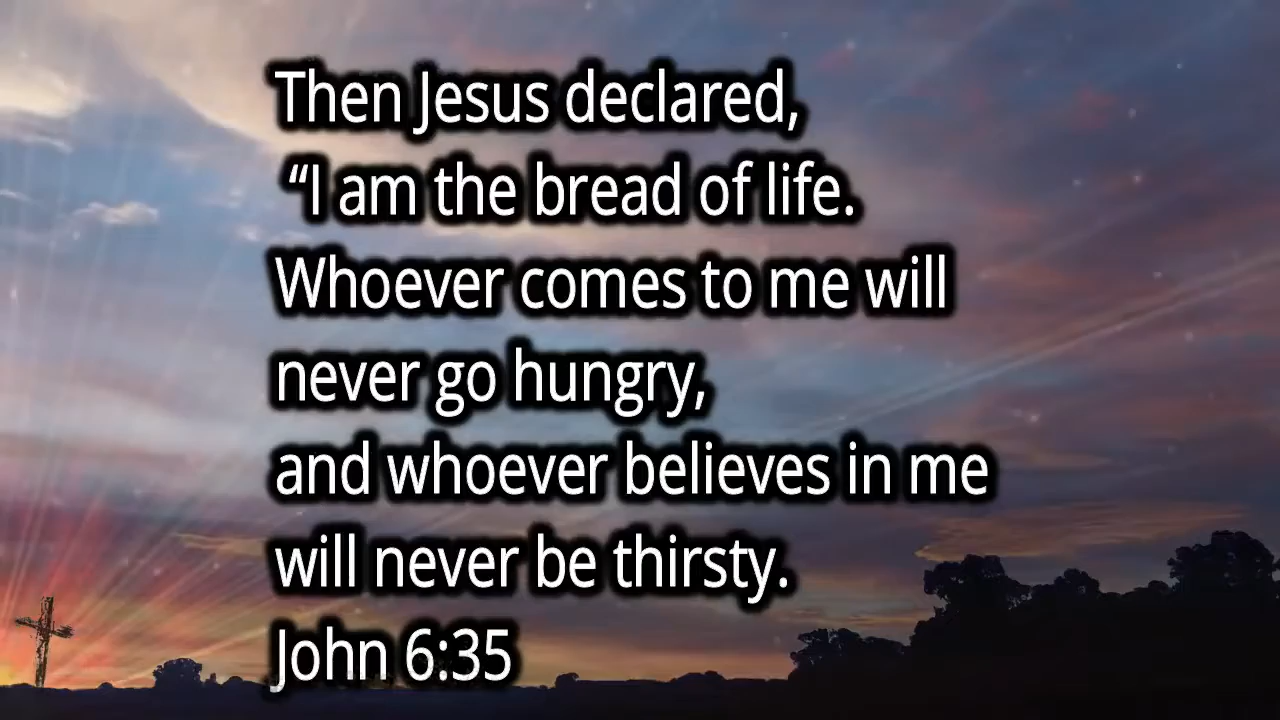 Then Jesus declared,
“I am the bread of life.
Whoever comes to me will
never go hungry,
and whoever believes in me
will never be thirsty.
John 6:35